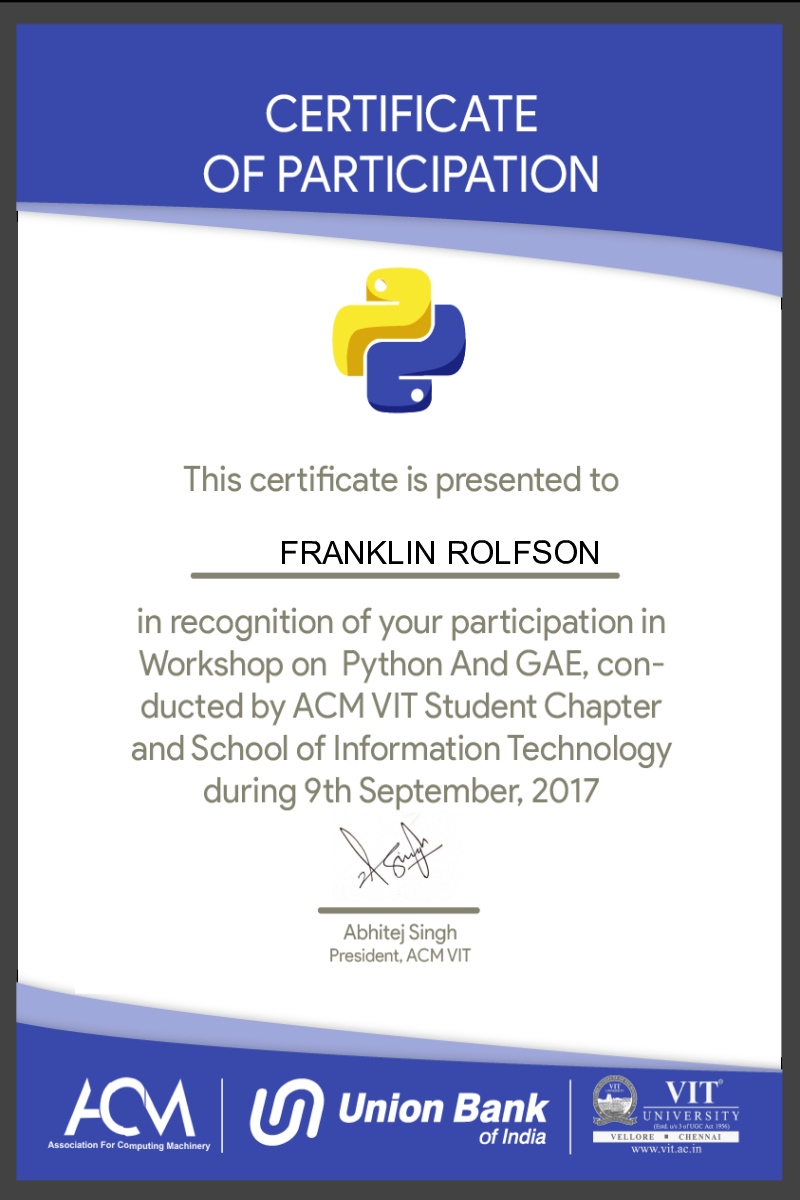 CERTIFICATE
OF PARTICIPATION
This certificate is presented to
FRANKLIN ROLFSON
in recognition of your participation in
Workshop on Python And GAE, con-
ducted by ACM VIT Student Chapter
and School of Information Technology
during 9th September, 2017
Abhitej Singh
President, ACM VIT
ACM
Association For Computing Machinery
Union Bank
of India
VIT
UNIVERSITY
(Estd. u/s 3 of UGC Act 1956)
VELLORE CHENNAI
www.vit.ac.in